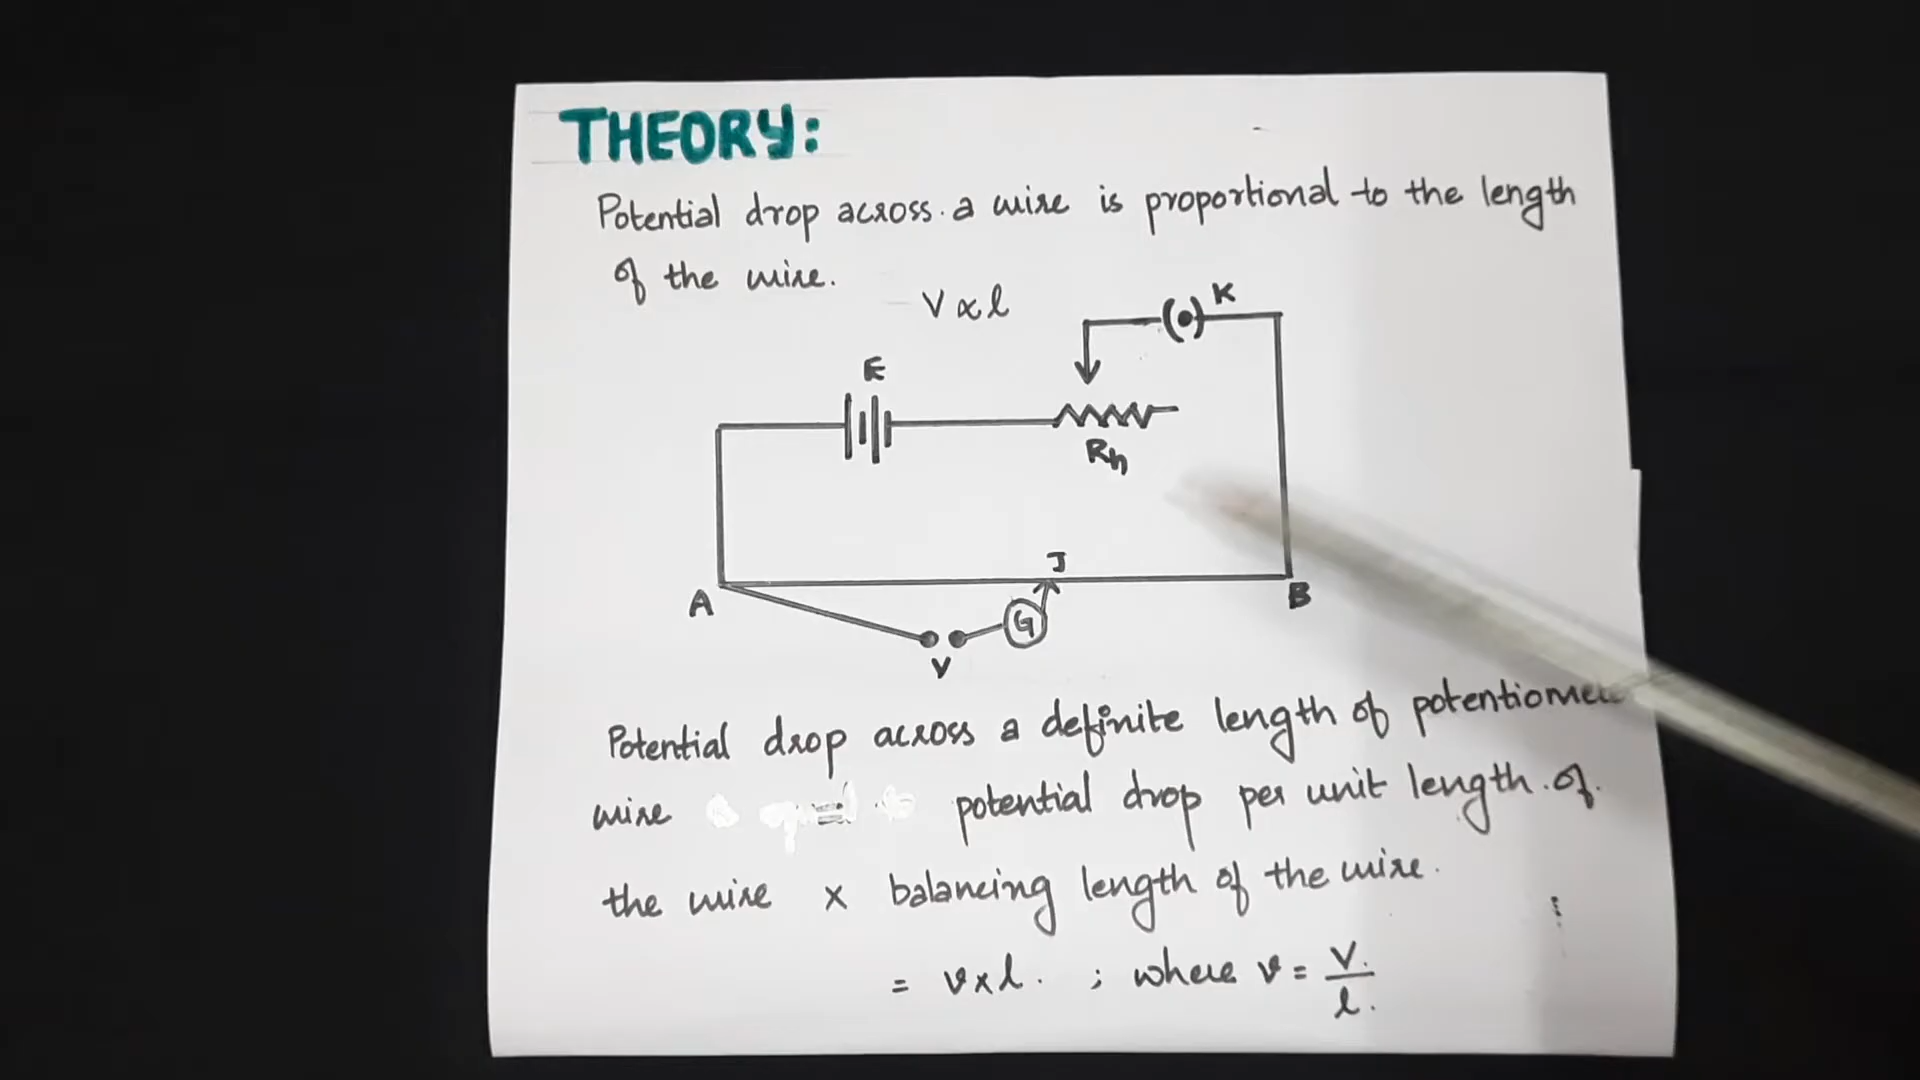 THEORY:
Potential drop across a wire is proportional to the length
of the wire.
V ∝ l
K
E
Rh
J
A
B
G
V
Potential drop across a definite length of
wire = potential drop per unit length of
the wire x balancing length of the wire.
= v x l. ; where v = V/l.